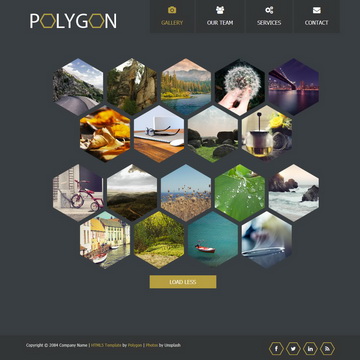 POLYGON
GALLERY
OUR TEAM
SERVICES
CONTACT
LOAD LESS
Copyright © 2084 Company Name | HTML5 Template by Polygon | Photos by Unsplash